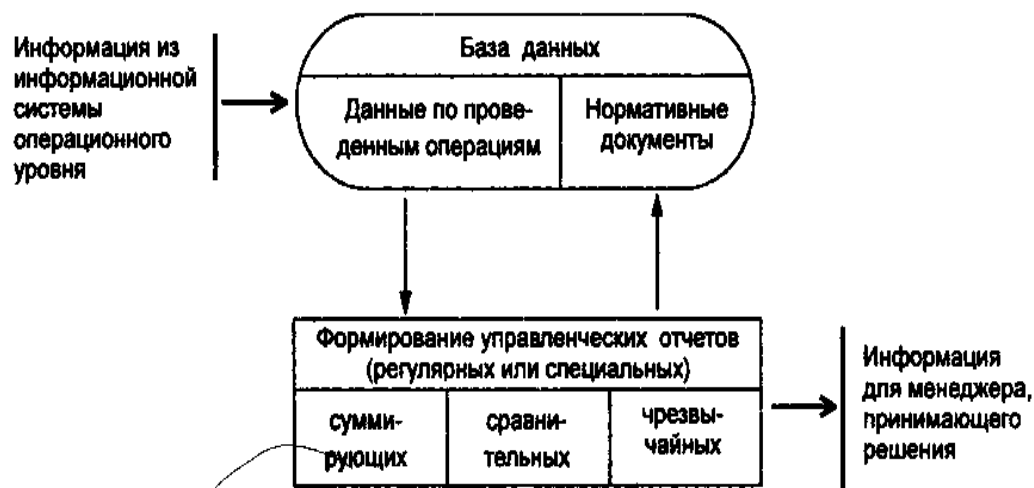 Информация из
информационной
системы
операционного
уровня
База данных
Данные по прове-
денным операциям
Нормативные
документы
Формирование управленческих отчетов
(регулярных или специальных)
сумми-
рующих
сравни-
тельных
чрезвы-
чайных
Информация
для менеджера,
принимающего
решения